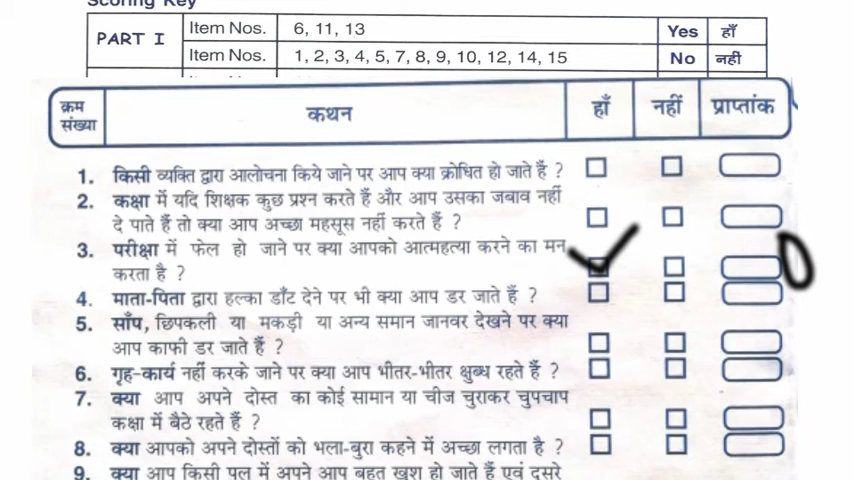 Scoring Key
PART I
Item Nos. 6, 11, 13 Yes हाँ
Item Nos. 1, 2, 3, 4, 5, 7, 8, 9, 10, 12, 14, 15 No नहीं
क्रम संख्या कथन हाँ नहीं प्राप्तांक
1. किसी व्यक्ति द्वारा आलोचना किये जाने पर आप क्या क्रोधित हो जाते हैं ?
2. कक्षा में यदि शिक्षक कुछ प्रश्न करते हैं और आप उसका जबाव नहीं
दे पाते हैं तो क्या आप अच्छा महसूस नहीं करते हैं ?
3. परीक्षा में फेल हो जाने पर क्या आपको आत्महत्या करने का मन
करता है ? 0
4. माता-पिता द्वारा हल्का डाँट देने पर भी क्या आप डर जाते हैं ?
5. साँप, छिपकली या मकड़ी या अन्य समान जानवर देखने पर क्या
आप काफी डर जाते हैं ?
6. गृह-कार्य नहीं करके जाने पर क्या आप भीतर-भीतर क्षुब्ध रहते हैं ?
7. क्या आप अपने दोस्त का कोई सामान या चीज चुराकर चुपचाप
कक्षा में बैठे रहते हैं ?
8. क्या आपको अपने दोस्तों को भला-बुरा कहने में अच्छा लगता है ?
9. क्या आप किसी पल में अपने आप बहुत खुश हो जाते हैं एवं दूसरे